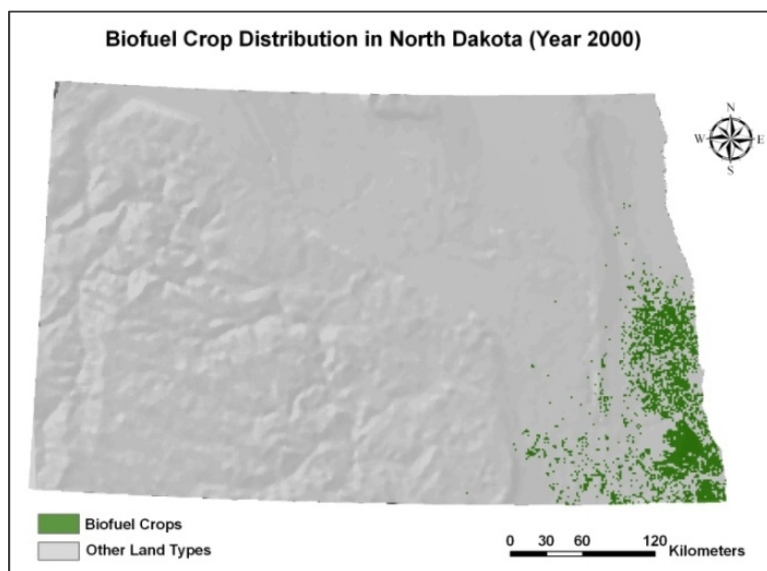 Biofuel Crop Distribution in North Dakota (Year 2000)
N
W E
S
Biofuel Crops
Other Land Types
0 30 60 120
Kilometers